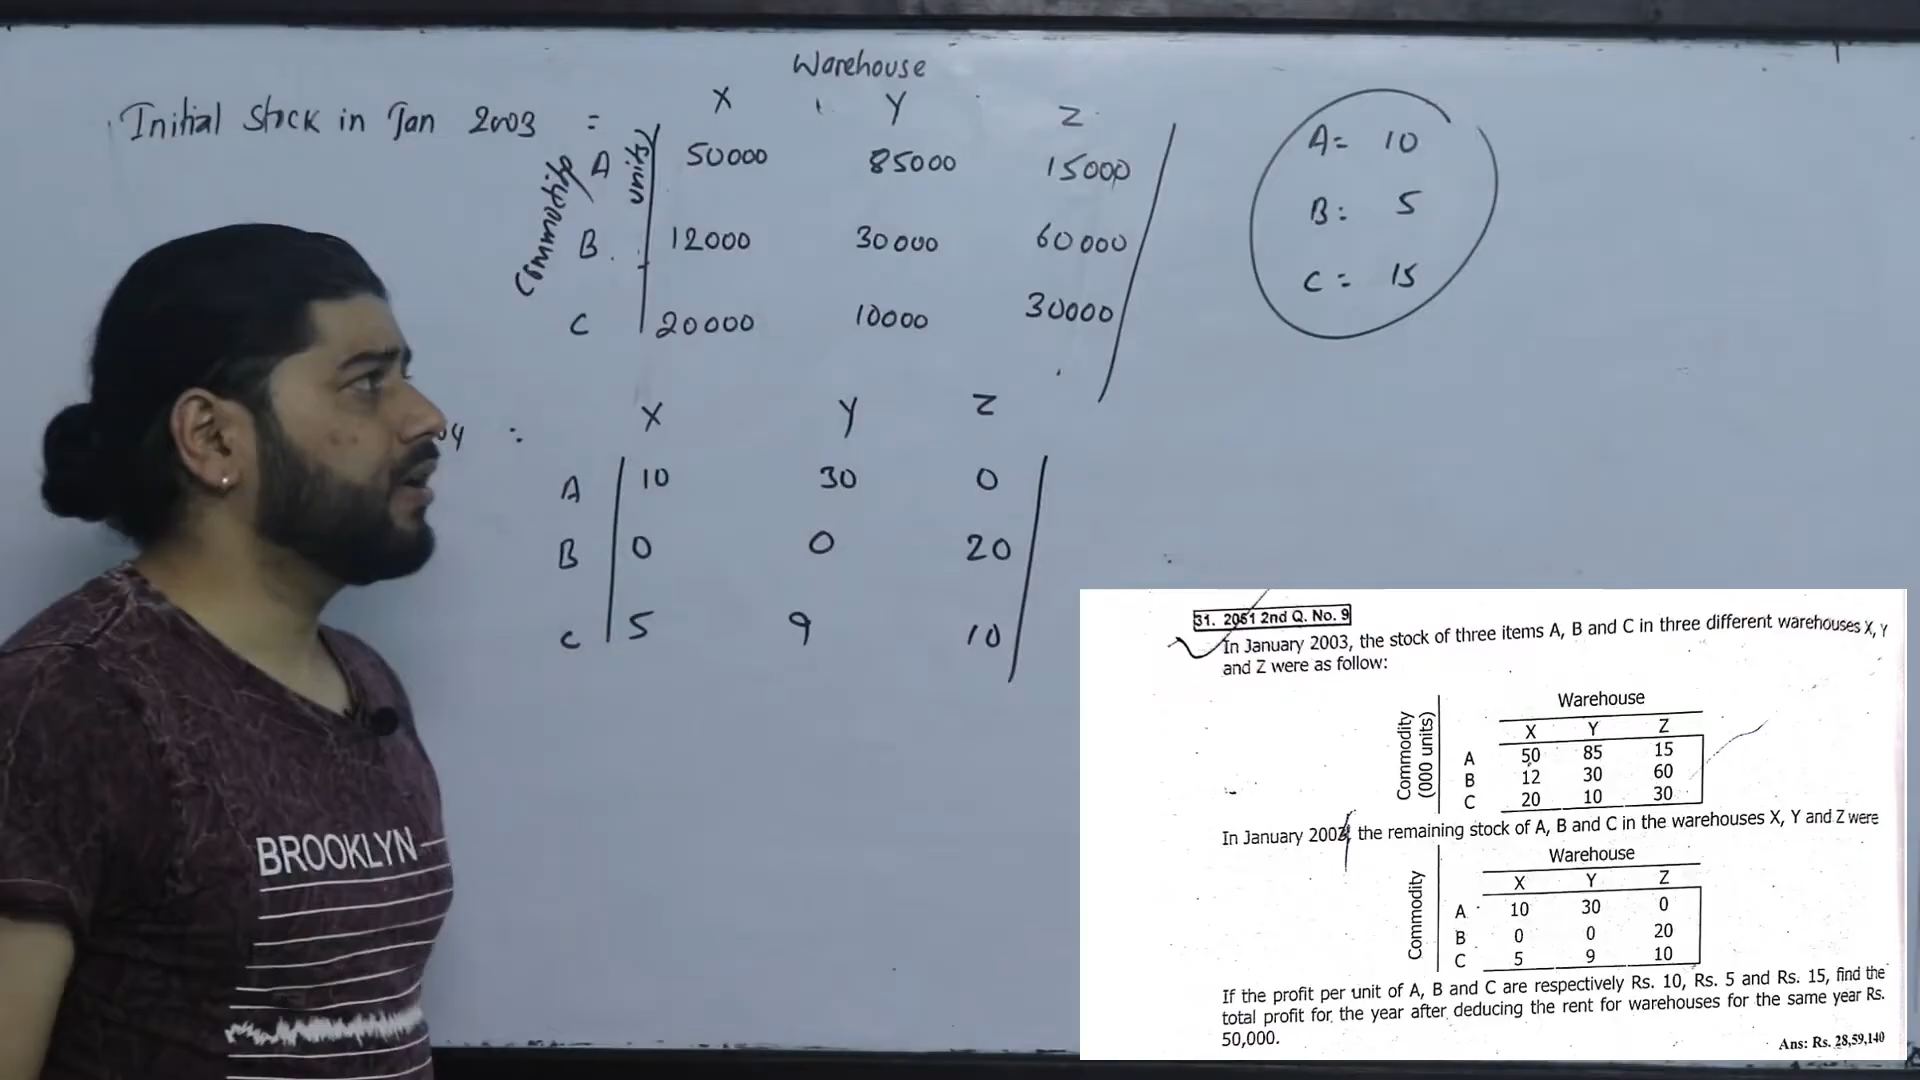 Warehouse
Initial Stock in Jan 2003 =
X Y Z
Commodity
units
A 50000 85000 15000
B. 12000 30000 60000
C 20000 10000 30000
A= 10
B: 5
C = 15
04 :
X Y Z
A 10 30 0
B 0 0 20
C 5 9 10
BROOKLYN
31. 2061 2nd Q. No. 9
In January 2003, the stock of three items A, B and C in three different warehouses X, Y
and Z were as follow:
Warehouse
Commodity
(000 units)
X Y Z
A 50 85 15
B 12 30 60
C 20 10 30
In January 200 the remaining stock of A, B and C in the warehouses X, Y and Z were
Warehouse
Commodity
X Y Z
A 10 30 0
B 0 0 20
C 5 9 10
If the profit per unit of A, B and C are respectively Rs. 10, Rs. 5 and Rs. 15, find the
total profit for the year after deducing the rent for warehouses for the same year Rs.
50,000.
Ans: Rs. 28,59,140